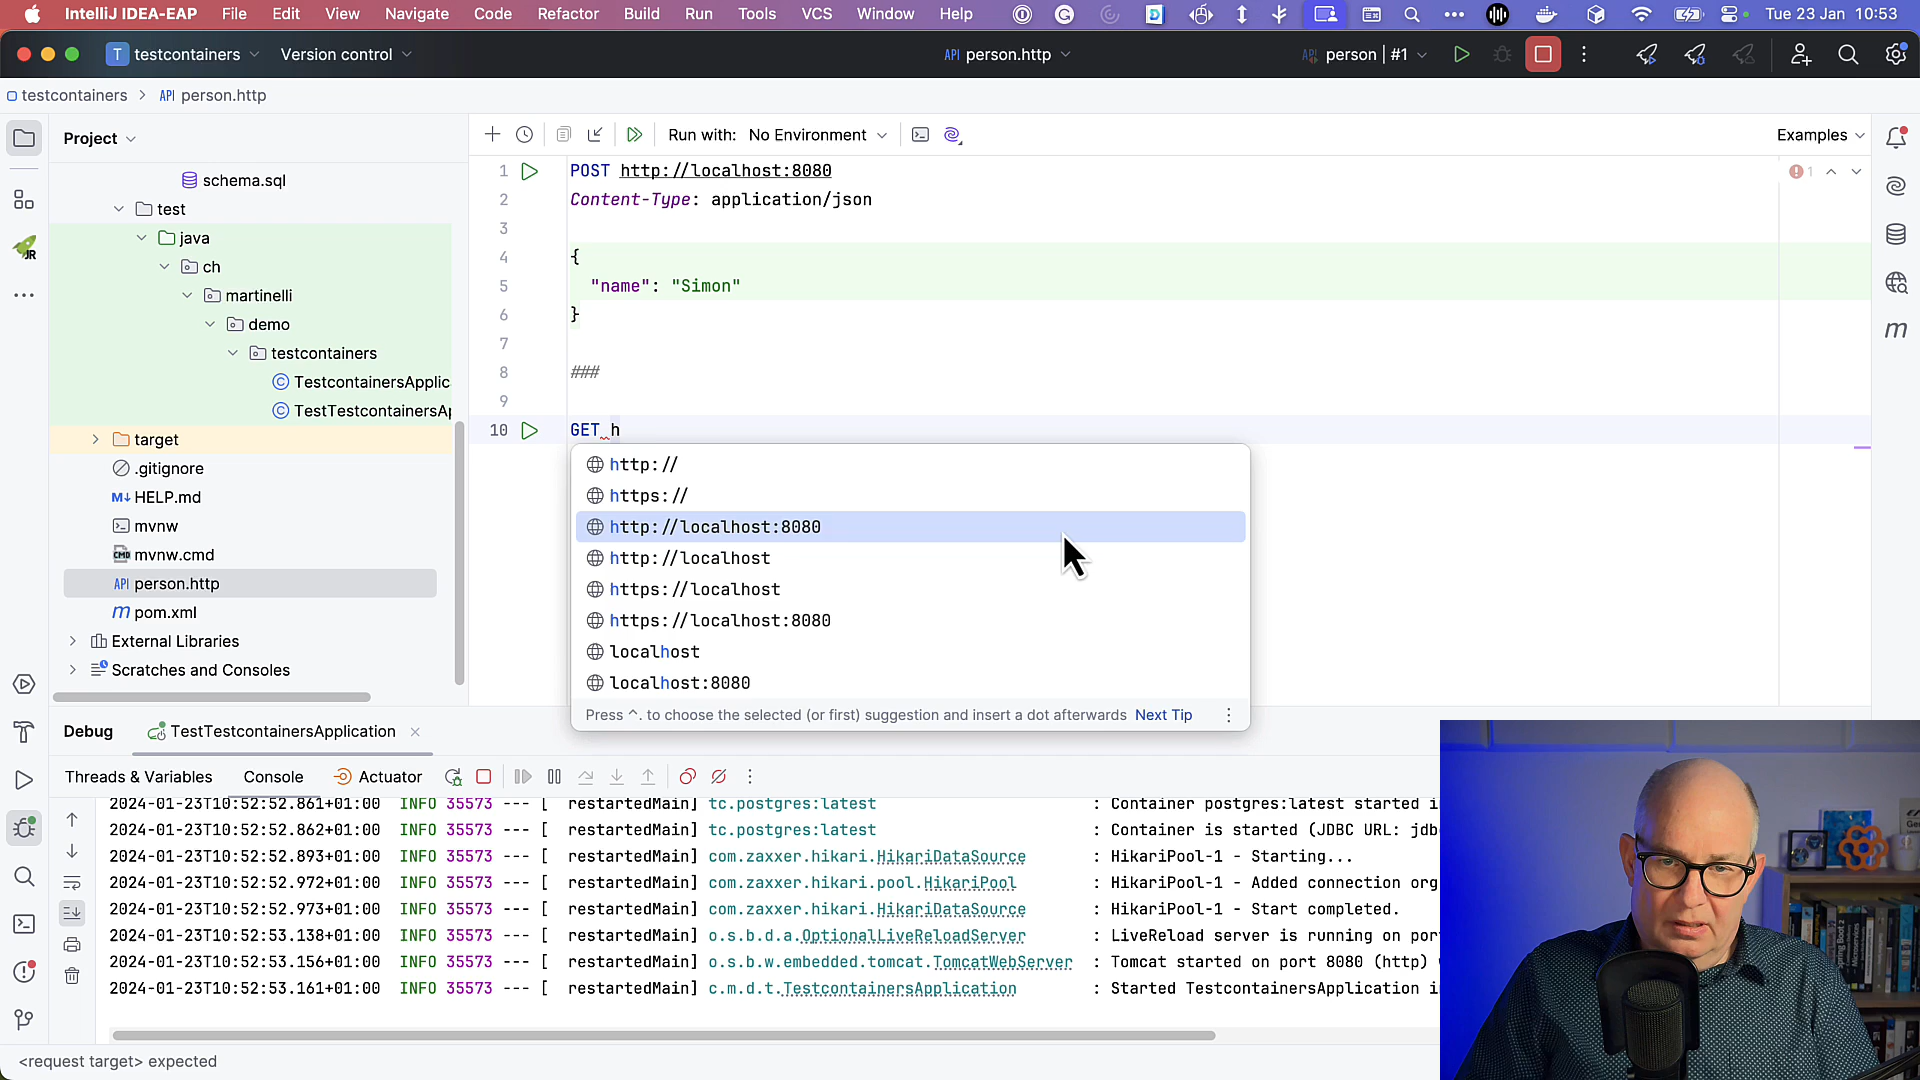 IntelliJ IDEA-EAP File Edit View Navigate Code Refactor Build Run Tools VCS Window Help Tue 23 Jan 10:53
T testcontainers Version control API person.http person | #1
testcontainers > API person.http
Project
Run with: No Environment
Examples
schema.sql
test
java
ch
martinelli
demo
testcontainers
TestcontainersApplic
TestTestcontainersAp
target
.gitignore
M↓ HELP.md
mvnw
CMD mvnw.cmd
API person.http
m pom.xml
External Libraries
Scratches and Consoles
1 POST http://localhost:8080
2 Content-Type: application/json
3
4 {
5 "name": "Simon"
6 }
7
8 ###
9
10 GET h
1
http://
https://
http://localhost:8080
http://localhost
https://localhost
https://localhost:8080
localhost
localhost:8080
Press ^. to choose the selected (or first) suggestion and insert a dot afterwards Next Tip
JR
m
Debug TestTestcontainersApplication
Threads & Variables Console Actuator
2024-01-23T10:52:52.861+01:00 INFO 35573 --- [ restartedMain] tc.postgres:latest : Container postgres:latest started i
2024-01-23T10:52:52.862+01:00 INFO 35573 --- [ restartedMain] tc.postgres:latest : Container is started (JDBC URL: jdb
2024-01-23T10:52:52.893+01:00 INFO 35573 --- [ restartedMain] com.zaxxer.hikari.HikariDataSource : HikariPool-1 - Starting...
2024-01-23T10:52:52.972+01:00 INFO 35573 --- [ restartedMain] com.zaxxer.hikari.pool.HikariPool : HikariPool-1 - Added connection org
2024-01-23T10:52:52.973+01:00 INFO 35573 --- [ restartedMain] com.zaxxer.hikari.HikariDataSource : HikariPool-1 - Start completed.
2024-01-23T10:52:53.138+01:00 INFO 35573 --- [ restartedMain] o.s.b.d.a.OptionalLiveReloadServer : LiveReload server is running on por
2024-01-23T10:52:53.156+01:00 INFO 35573 --- [ restartedMain] o.s.b.w.embedded.tomcat.TomcatWebServer : Tomcat started on port 8080 (http)
2024-01-23T10:52:53.161+01:00 INFO 35573 --- [ restartedMain] c.m.d.t.TestcontainersApplication : Started TestcontainersApplication i
<request target> expected